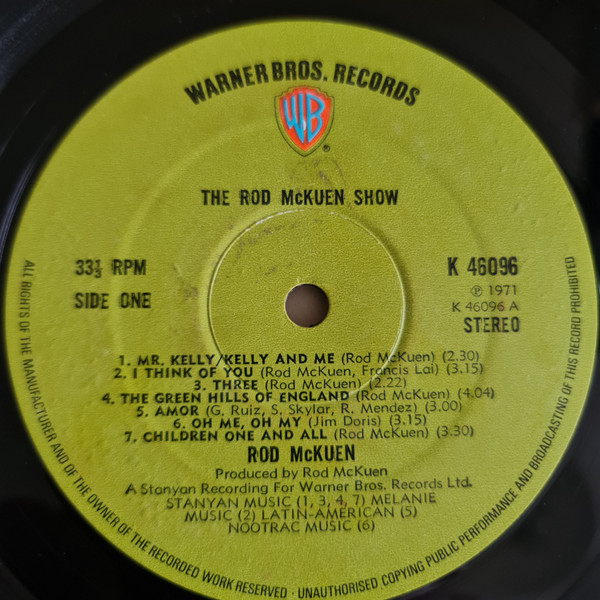 WARNER BROS. RECORDS
WB
®
THE ROD McKUEN SHOW
33⅓ RPM
SIDE ONE
K 46096
℗ 1971
K 46096 A
STEREO
1. MR. KELLY/KELLY AND ME (Rod McKuen) (2.30)
2. I THINK OF YOU (Rod McKuen, Francis Lai) (3.15)
3. THREE (Rod McKuen) (2.22)
4. THE GREEN HILLS OF ENGLAND (Rod McKuen) (4.04)
5. AMOR (G. Ruiz, S. Skylar, R. Mendez) (3.00)
6. OH ME, OH MY (Jim Doris) (3.15)
7. CHILDREN ONE AND ALL (Rod McKuen) (3.30)
ROD McKUEN
Produced by Rod McKuen
A Stanyan Recording For Warner Bros. Records Ltd.
STANYAN MUSIC (1, 3, 4, 7) MELANIE
MUSIC (2) LATIN-AMERICAN (5)
NOOTRAC MUSIC (6)
ALL RIGHTS OF THE MANUFACTURER AND OF THE OWNER OF THE RECORDED WORK RESERVED · UNAUTHORISED COPYING PUBLIC PERFORMANCE AND BROADCASTING OF THIS RECORD PROHIBITED